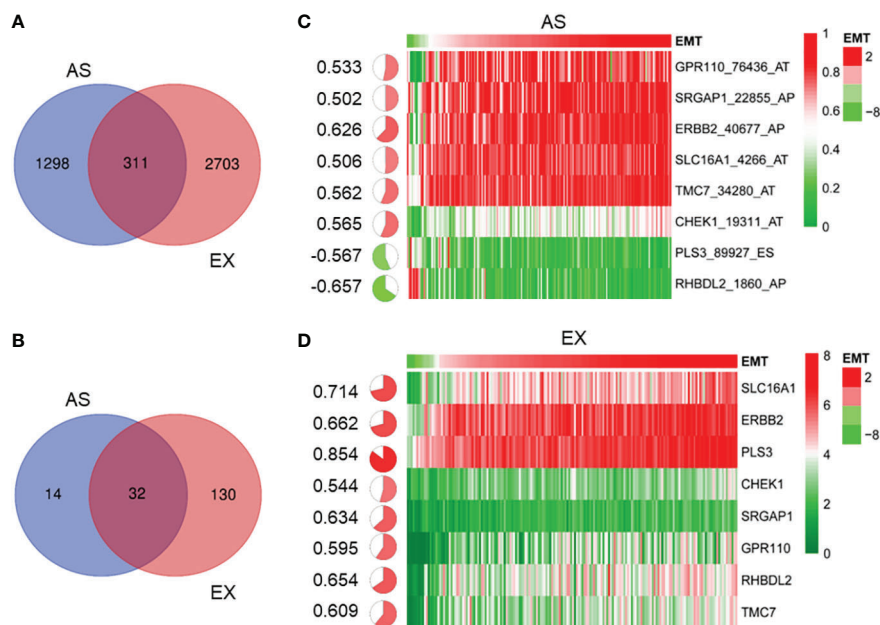 A
AS
1298
311
2703
EX
B
AS
14
32
130
EX
C
AS
EMT
0.533
GPR110_76436_AT
0.502
SRGAP1_22855_AP
0.626
ERBB2_40677_AP
0.506
SLC16A1_4266_AT
0.562
TMC7_34280_AT
0.565
CHEK1_19311_AT
-0.567
PLS3_89927_ES
-0.657
RHBDL2_1860_AP
1
0.8
0.6
0.4
0.2
0
EMT
2
−8
D
EX
EMT
0.714
SLC16A1
0.662
ERBB2
0.854
PLS3
0.544
CHEK1
0.634
SRGAP1
0.595
GPR110
0.654
RHBDL2
0.609
TMC7
8
6
4
2
0
EMT
2
−8